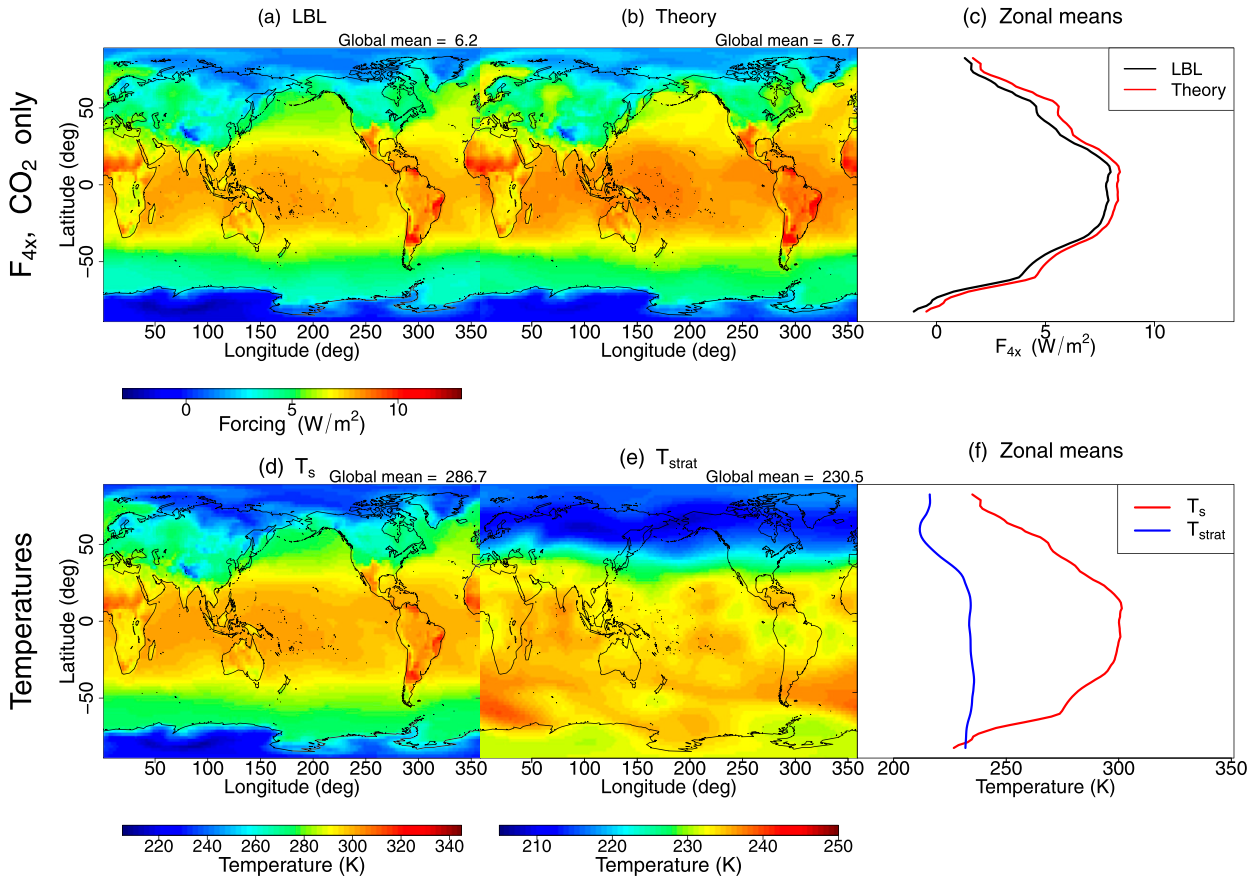 (a) LBL
(b) Theory
(c) Zonal means
Global mean = 6.2
Global mean = 6.7
F4x, CO2 only
Latitude (deg)
50
0
−50
LBL
Theory
50 100 150 200 250 300 350
Longitude (deg)
50 100 150 200 250 300 350
Longitude (deg)
0 5 10
F4x (W/m²)
0 5 10
Forcing (W/m²)
(d) Ts
(e) Tstrat
(f) Zonal means
Global mean = 286.7
Global mean = 230.5
Temperatures
Latitude (deg)
50
0
−50
Ts
Tstrat
50 100 150 200 250 300 350
Longitude (deg)
50 100 150 200 250 300 350
Longitude (deg)
200 250 300 350
Temperature (K)
220 240 260 280 300 320 340
Temperature (K)
210 220 230 240 250
Temperature (K)